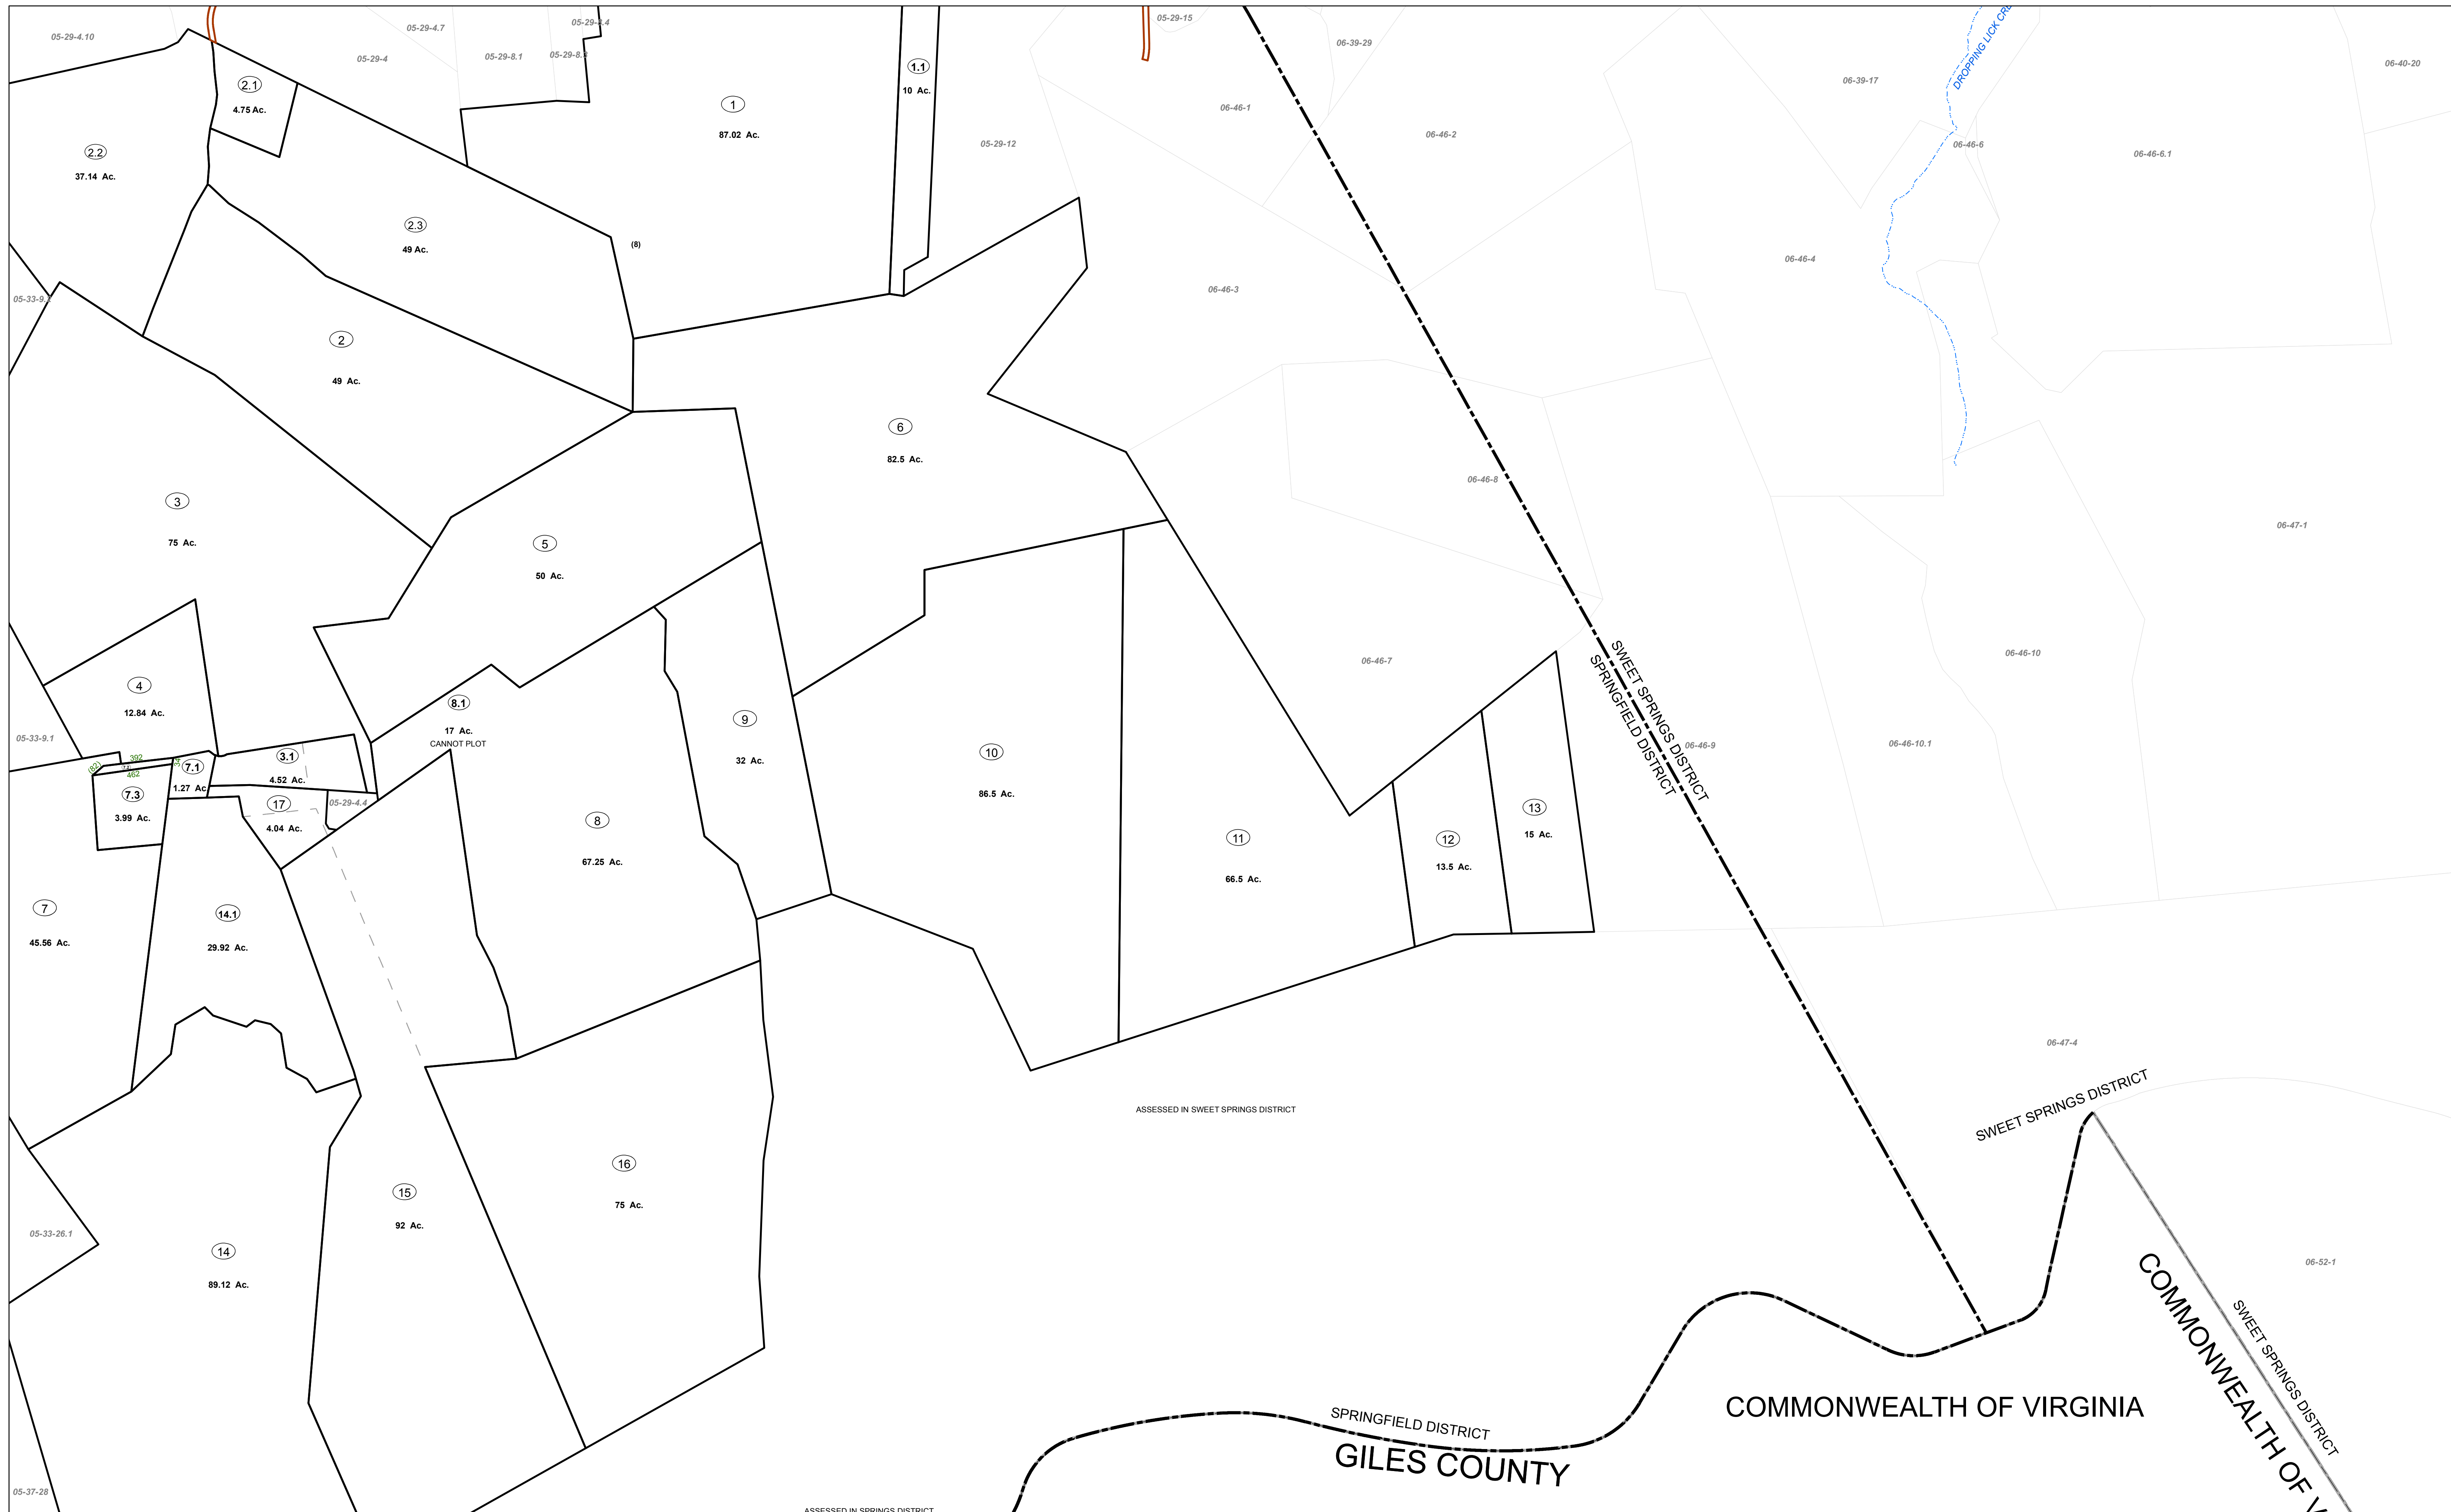 05-29-4.10
05-29-4.7
05-29-4
05-29-8.1
05-29-15
06-39-29
06-39-17
06-40-20
DROPPING LICK
2.1
4.75 Ac.
1
87.02 Ac.
1.1
10 Ac.
05-29-12
06-46-1
06-46-2
06-46-6
06-46-6.1
2.2
37.14 Ac.
2.3
49 Ac.
(8)
06-46-3
06-46-4
2
49 Ac.
6
82.5 Ac.
06-46-8
3
75 Ac.
5
50 Ac.
06-47-1
4
12.84 Ac.
8.1
17 Ac.
CANNOT PLOT
9
32 Ac.
06-46-7
SWEET SPRINGS DISTRICT
SPRINGFIELD DISTRICT
06-46-9
06-46-10
06-46-10.1
05-33-9.1
392
(82)
462
7.1
1.27 Ac.
3.1
4.52 Ac.
7.3
3.99 Ac.
17
4.04 Ac.
05-29-4.4
8
67.25 Ac.
10
86.5 Ac.
11
66.5 Ac.
12
13.5 Ac.
13
15 Ac.
7
45.56 Ac.
14.1
29.92 Ac.
06-47-4
ASSESSED IN SWEET SPRINGS DISTRICT
SWEET SPRINGS DISTRICT
05-33-26.1
14
89.12 Ac.
15
92 Ac.
16
75 Ac.
06-52-1
COMMONWEALTH OF
SWEET SPRINGS DISTRICT
COMMONWEALTH OF VIRGINIA
SPRINGFIELD DISTRICT
GILES COUNTY
05-37-28
ASSESSED IN SPRINGS DISTRICT